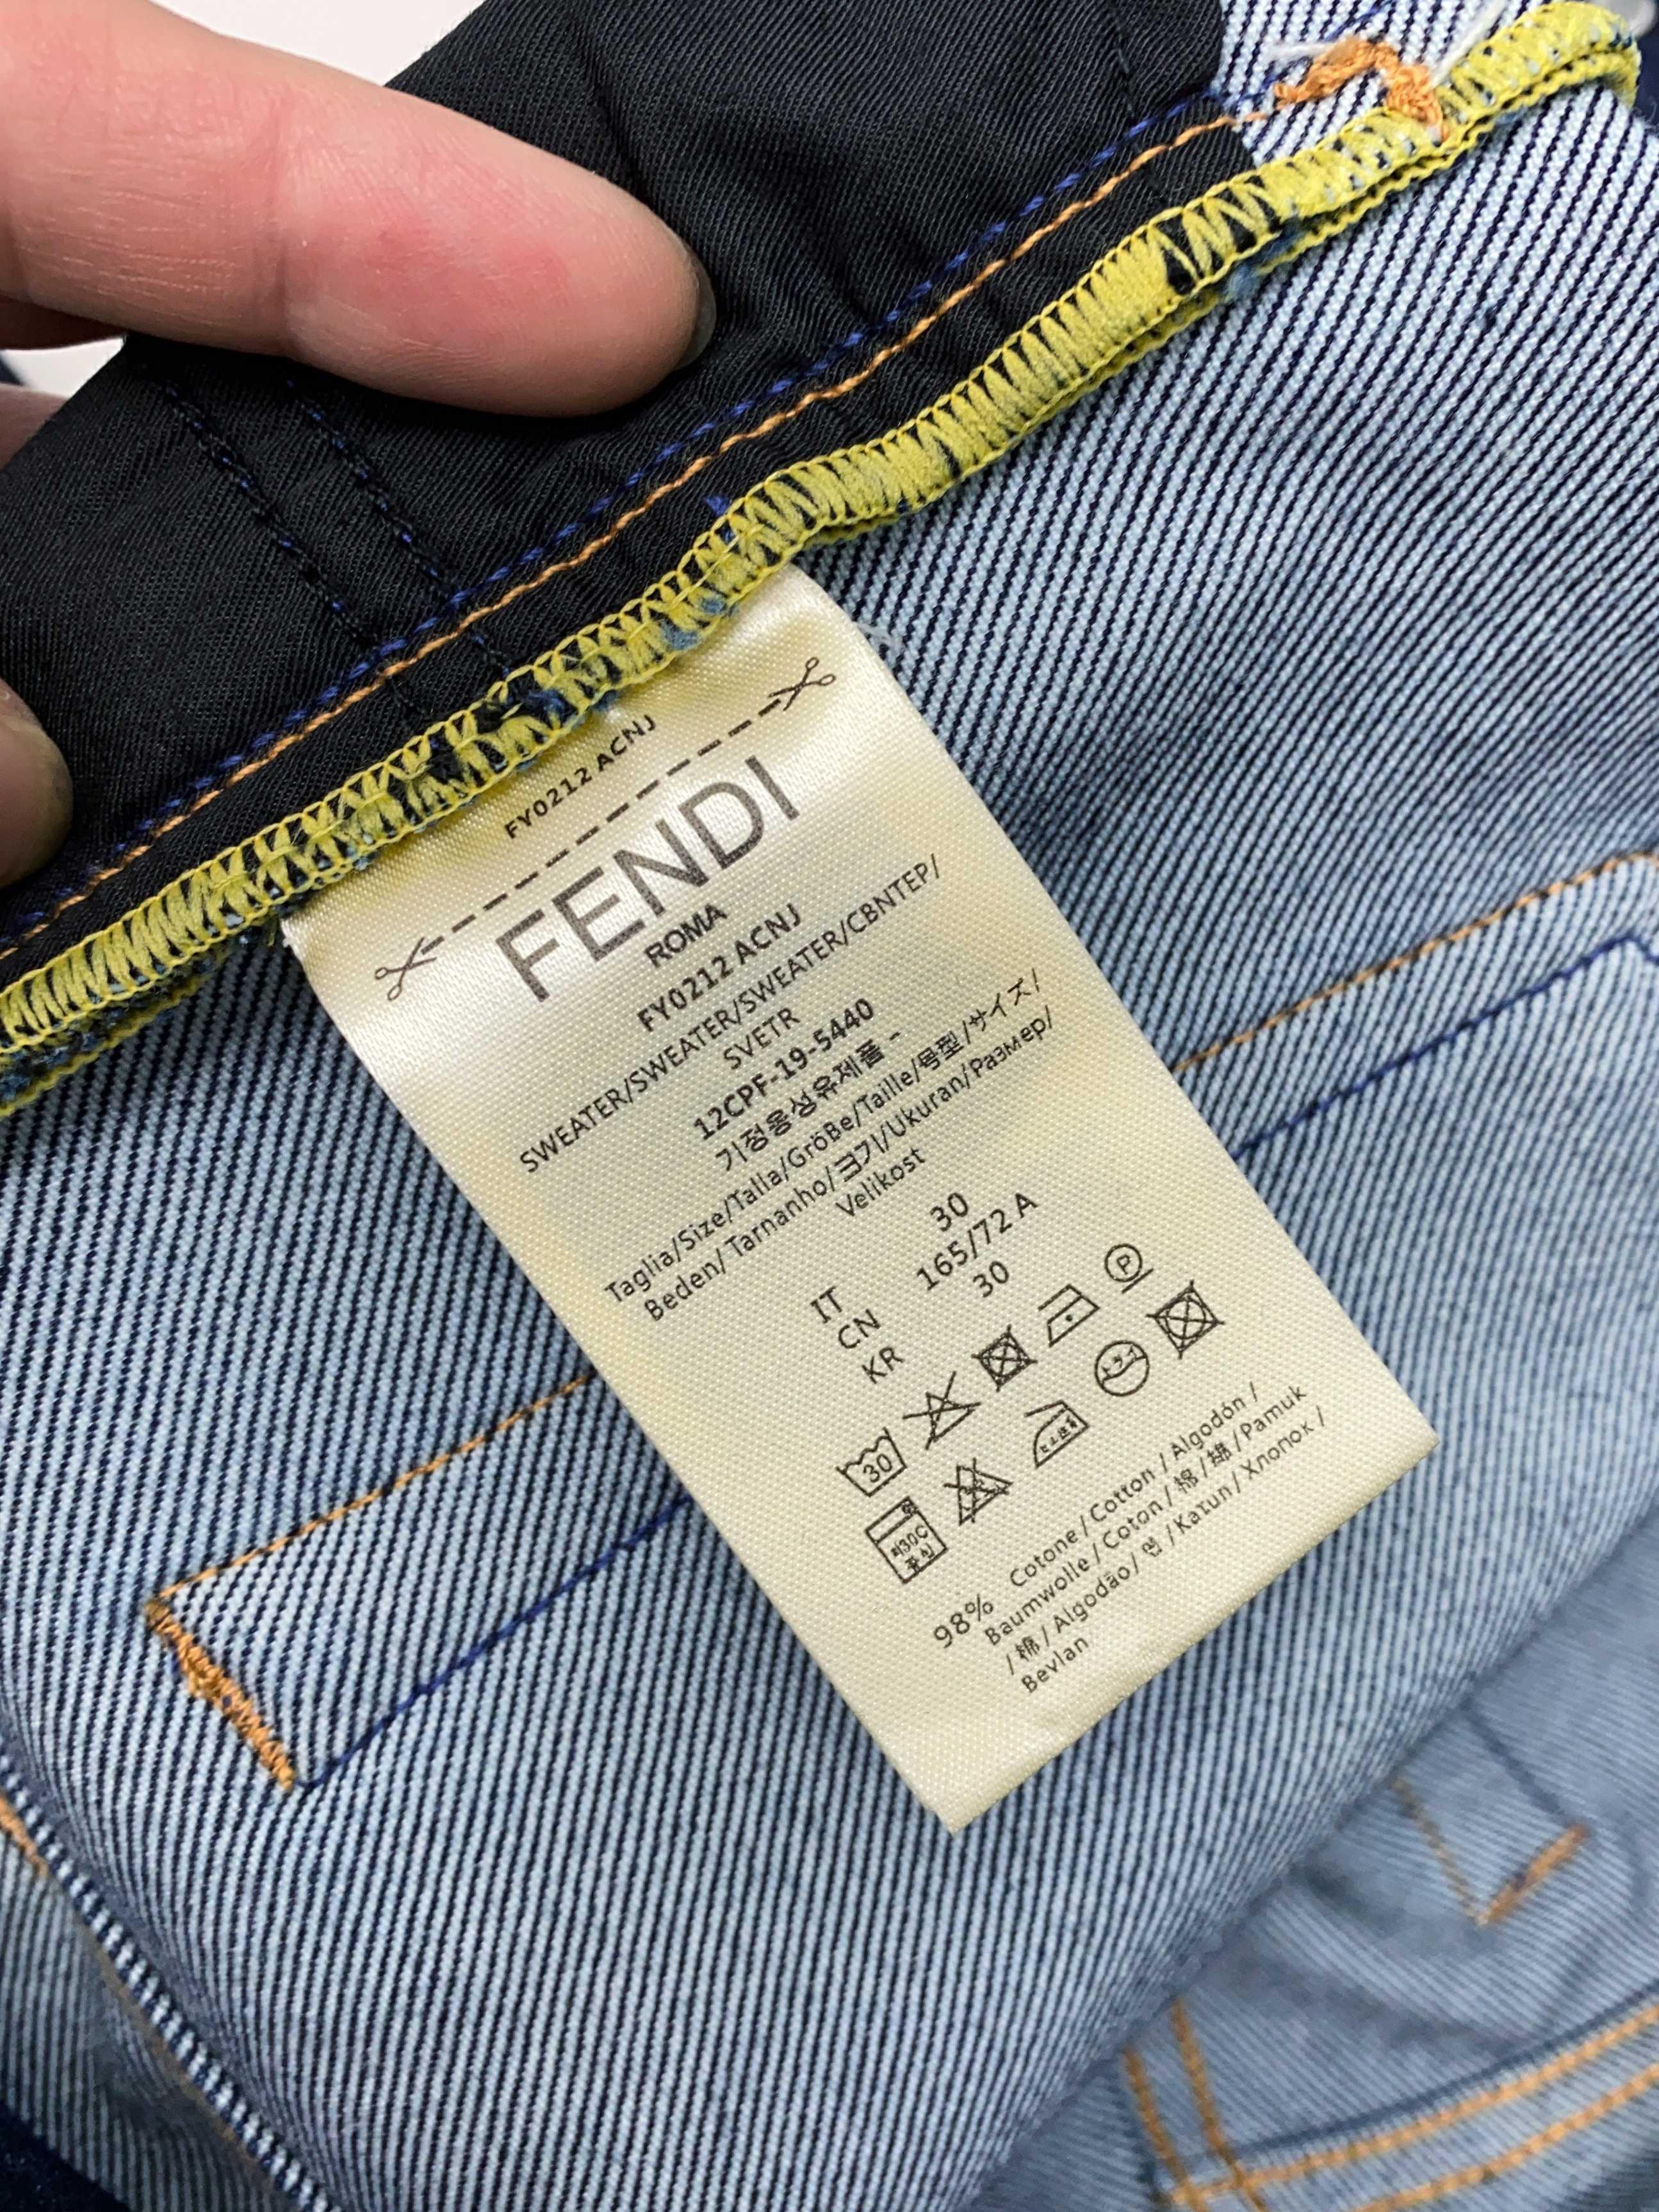 FY0212 ACNJ
FENDI
ROMA
FY0212 ACNJ
SWEATER/SWEATER/SWEATER/CBNTEP/
SVETR
12CPF-19-5440
기정용성유제품 -
Taglia/Size/Talla/Größe/Taille/号型/サイズ/
Beden/ Tarnanho/크기/Ukuran/Размер/
Velikost
IT 30
CN 165/72 A
KR 30
P
30
98% Cotone / Cotton / Algodón /
Baumwolle / Coton / 棉 / 綿 / Pamuk
/ 棉 / Algodão / 면 / Katun / Хлопок /
Bevlan